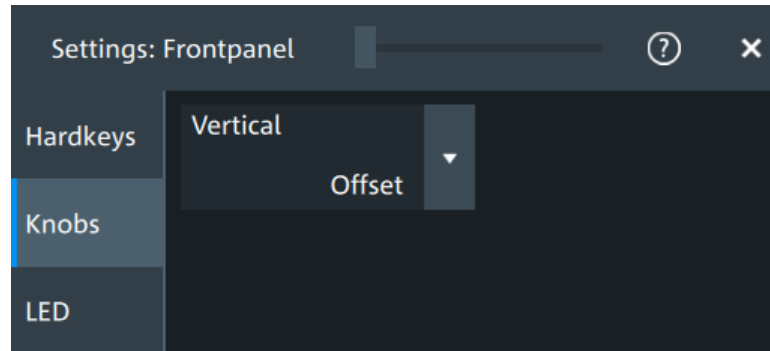 Settings: Frontpanel
Hardkeys
Vertical
Offset
Knobs
LED